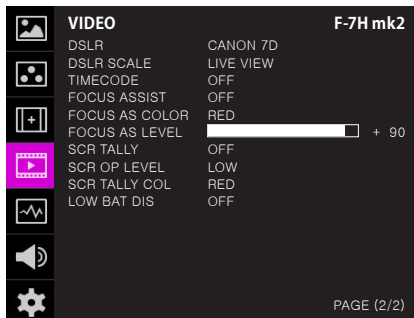 VIDEO F-7H mk2
DSLR CANON 7D
DSLR SCALE LIVE VIEW
TIMECODE OFF
FOCUS ASSIST OFF
FOCUS AS COLOR RED
FOCUS AS LEVEL + 90
SCR TALLY OFF
SCR OP LEVEL LOW
SCR TALLY COL RED
LOW BAT DIS OFF
PAGE (2/2)